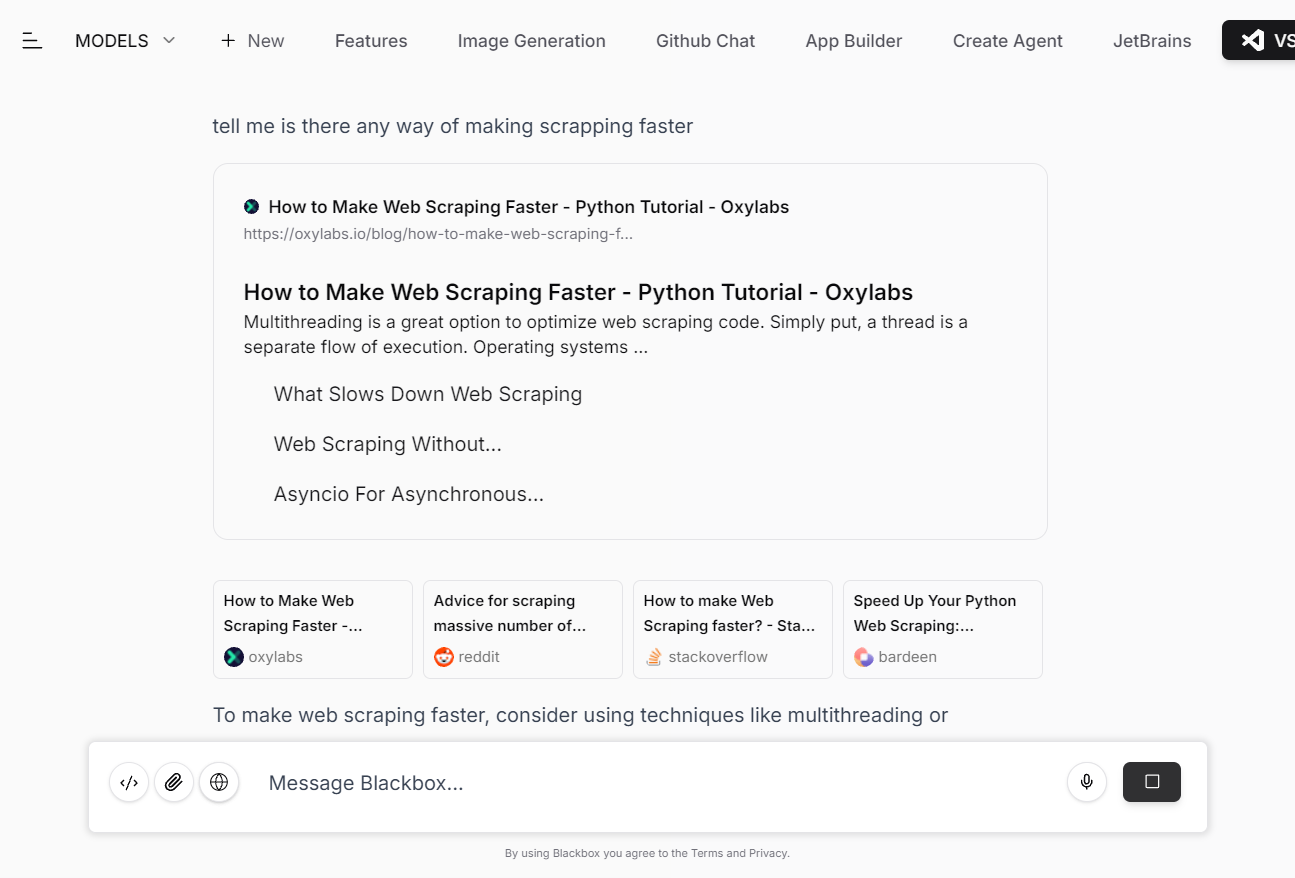 MODELS
New
Features
Image Generation
Github Chat
App Builder
Create Agent
JetBrains
VS
tell me is there any way of making scrapping faster
How to Make Web Scraping Faster - Python Tutorial - Oxylabs
https://oxylabs.io/blog/how-to-make-web-scraping-f...
How to Make Web Scraping Faster - Python Tutorial - Oxylabs
Multithreading is a great option to optimize web scraping code. Simply put, a thread is a
separate flow of execution. Operating systems ...
What Slows Down Web Scraping
Web Scraping Without...
Asyncio For Asynchronous...
How to Make Web
Scraping Faster -...
oxylabs
Advice for scraping
massive number of...
reddit
How to make Web
Scraping faster? - Sta...
stackoverflow
Speed Up Your Python
Web Scraping:...
bardeen
To make web scraping faster, consider using techniques like multithreading or
Message Blackbox...
By using Blackbox you agree to the Terms and Privacy.